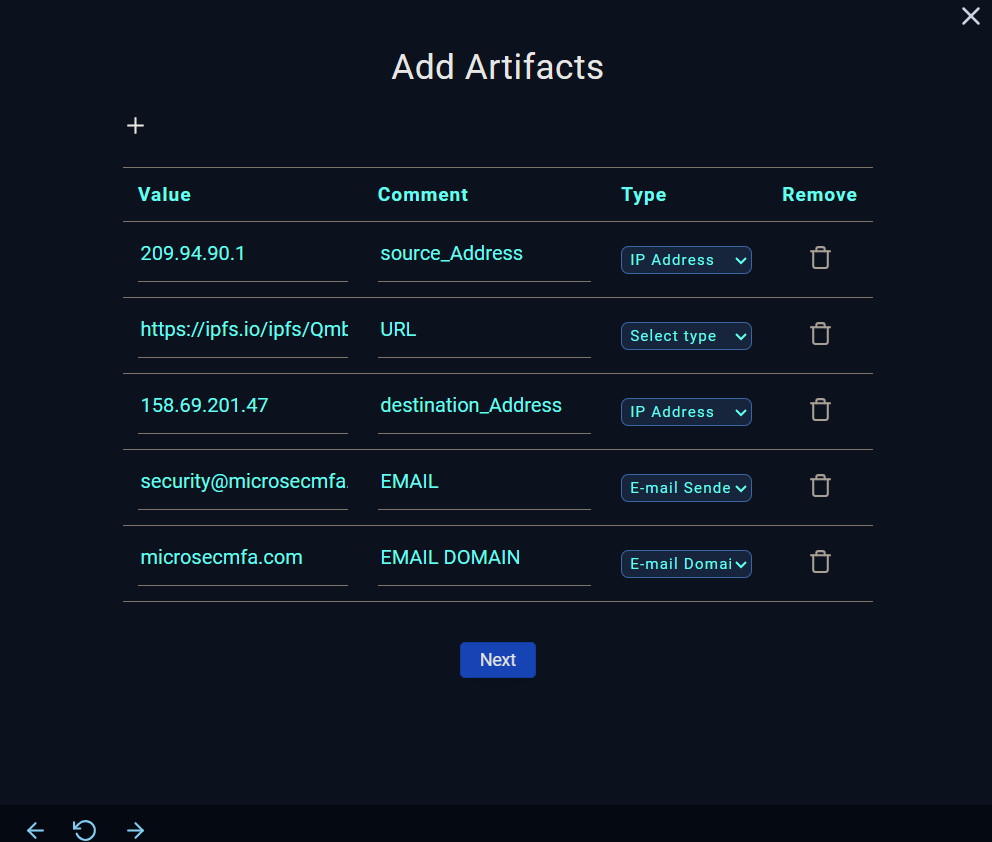 Add Artifacts
Value Comment Type Remove
209.94.90.1 source_Address IP Address
https://ipfs.io/ipfs/Qmb URL Select type
158.69.201.47 destination_Address IP Address
security@microsecmfa. EMAIL E-mail Sende
microsecmfa.com EMAIL DOMAIN E-mail Domai
Next